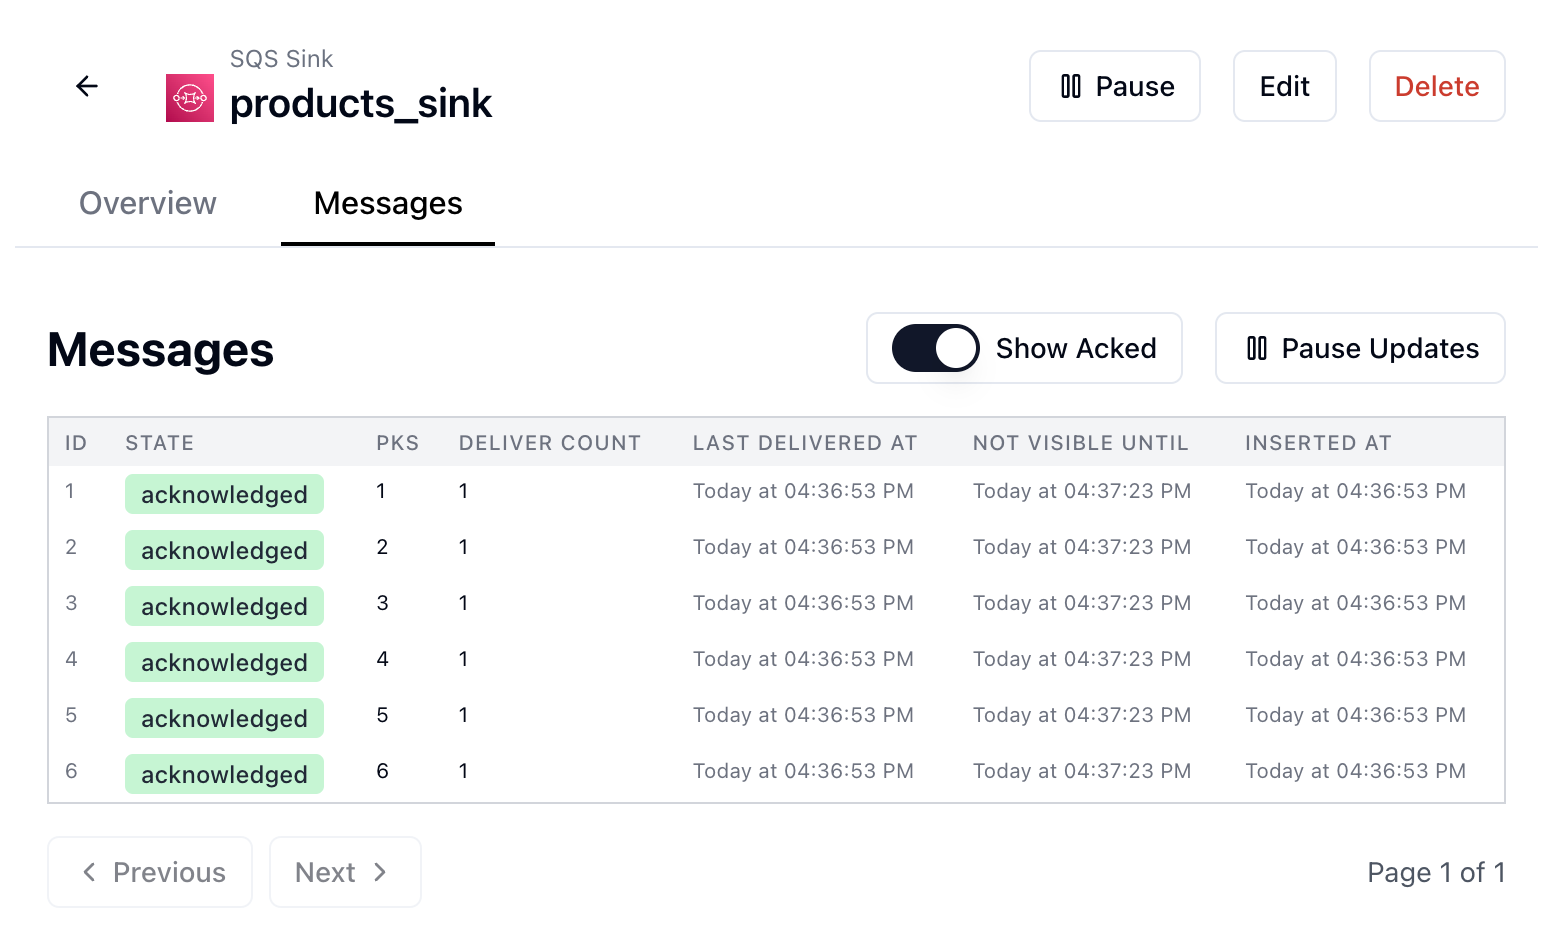 SQS Sink
products_sink
Pause
Edit
Delete
Overview
Messages
Messages
Show Acked
Pause Updates
ID STATE PKS DELIVER COUNT LAST DELIVERED AT NOT VISIBLE UNTIL INSERTED AT
1 acknowledged 1 1 Today at 04:36:53 PM Today at 04:37:23 PM Today at 04:36:53 PM
2 acknowledged 2 1 Today at 04:36:53 PM Today at 04:37:23 PM Today at 04:36:53 PM
3 acknowledged 3 1 Today at 04:36:53 PM Today at 04:37:23 PM Today at 04:36:53 PM
4 acknowledged 4 1 Today at 04:36:53 PM Today at 04:37:23 PM Today at 04:36:53 PM
5 acknowledged 5 1 Today at 04:36:53 PM Today at 04:37:23 PM Today at 04:36:53 PM
6 acknowledged 6 1 Today at 04:36:53 PM Today at 04:37:23 PM Today at 04:36:53 PM
Previous
Next
Page 1 of 1